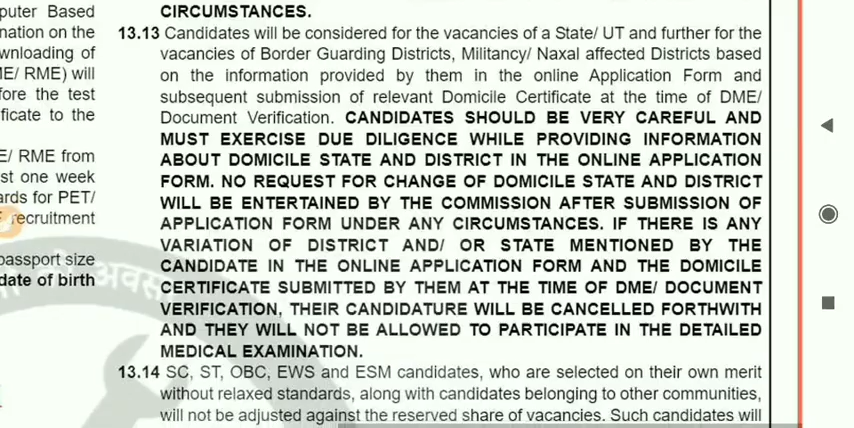 puter Based
nation on the
wnloading of
ME/ RME) will
fore the test
ficate to the
E/ RME from
st one week
ards for PET/
recruitment
passport size
date of birth
CIRCUMSTANCES.
13.13 Candidates will be considered for the vacancies of a State/ UT and further for the
vacancies of Border Guarding Districts, Militancy/ Naxal affected Districts based
on the information provided by them in the online Application Form and
subsequent submission of relevant Domicile Certificate at the time of DME/
Document Verification. CANDIDATES SHOULD BE VERY CAREFUL AND
MUST EXERCISE DUE DILIGENCE WHILE PROVIDING INFORMATION
ABOUT DOMICILE STATE AND DISTRICT IN THE ONLINE APPLICATION
FORM. NO REQUEST FOR CHANGE OF DOMICILE STATE AND DISTRICT
WILL BE ENTERTAINED BY THE COMMISSION AFTER SUBMISSION OF
APPLICATION FORM UNDER ANY CIRCUMSTANCES. IF THERE IS ANY
VARIATION OF DISTRICT AND/ OR STATE MENTIONED BY THE
CANDIDATE IN THE ONLINE APPLICATION FORM AND THE DOMICILE
CERTIFICATE SUBMITTED BY THEM AT THE TIME OF DME/ DOCUMENT
VERIFICATION, THEIR CANDIDATURE WILL BE CANCELLED FORTHWITH
AND THEY WILL NOT BE ALLOWED TO PARTICIPATE IN THE DETAILED
MEDICAL EXAMINATION.
13.14 SC, ST, OBC, EWS and ESM candidates, who are selected on their own merit
without relaxed standards, along with candidates belonging to other communities,
will not be adjusted against the reserved share of vacancies. Such candidates will
की अवस